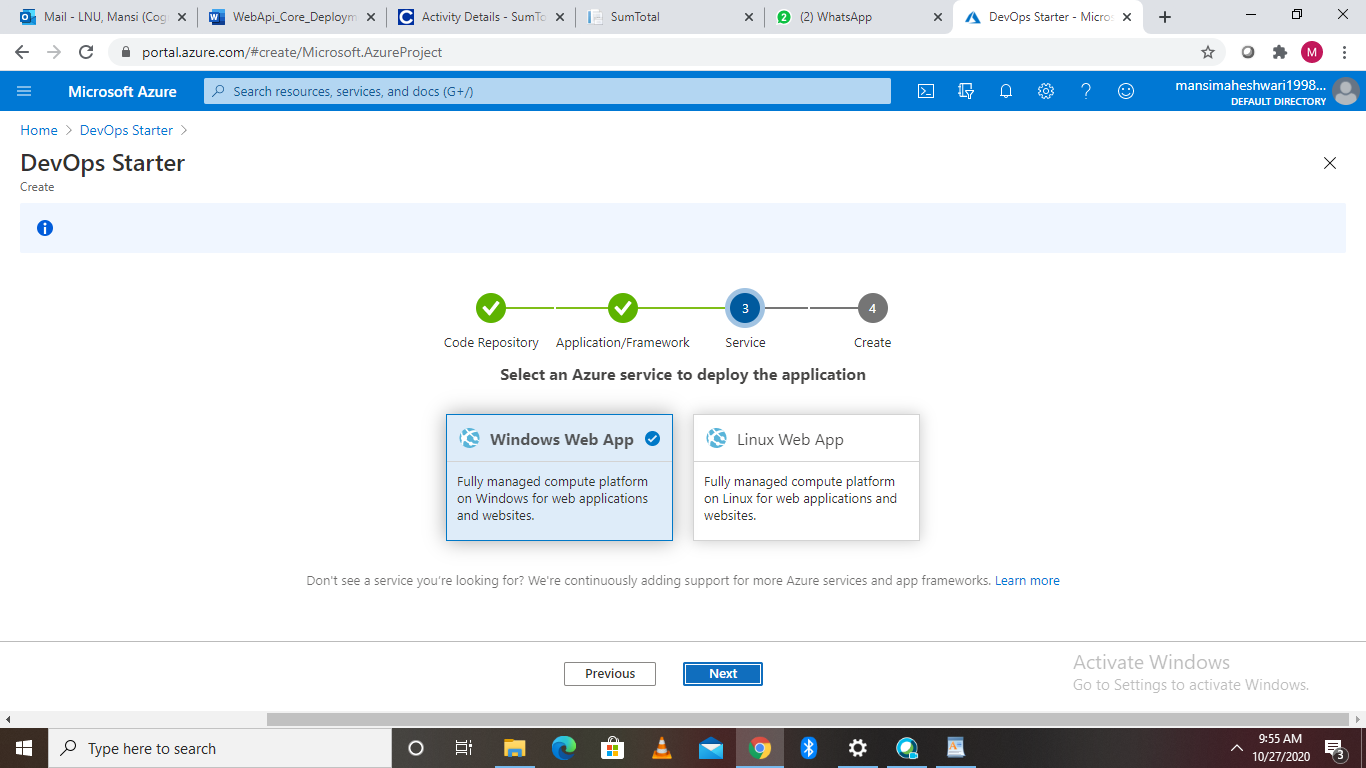 Mail - LNU, Mansi (Cog
WebApi_Core_Deploym
Activity Details - SumTo
SumTotal
(2) WhatsApp
DevOps Starter - Micros
portal.azure.com/#create/Microsoft.AzureProject
M
Microsoft Azure
Search resources, services, and docs (G+/)
mansimaheshwari1998...
DEFAULT DIRECTORY
Home > DevOps Starter >
DevOps Starter
Create
3
4
Code Repository
Application/Framework
Service
Create
Select an Azure service to deploy the application
Windows Web App
Fully managed compute platform
on Windows for web applications
and websites.
Linux Web App
Fully managed compute platform
on Linux for web applications and
websites.
Don't see a service you're looking for? We're continuously adding support for more Azure services and app frameworks. Learn more
Previous
Next
Activate Windows
Go to Settings to activate Windows.
Type here to search
9:55 AM
10/27/2020
3